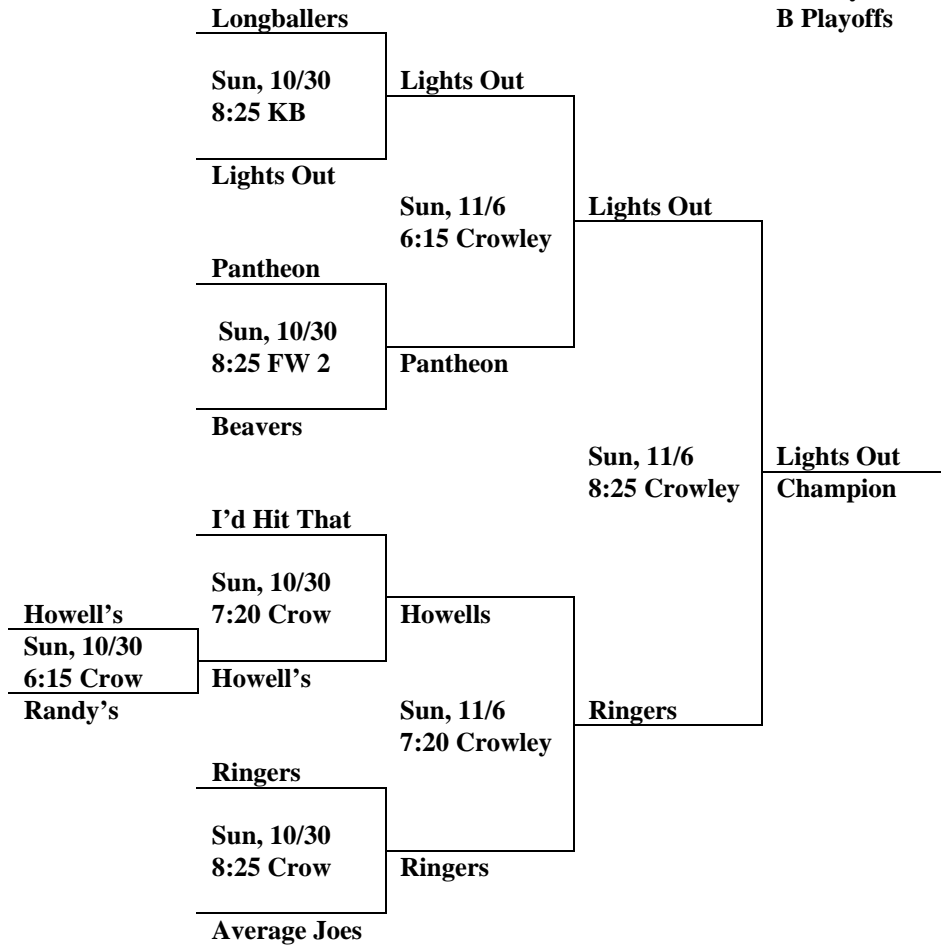 B Playoffs
Longballers
Sun, 10/30
8:25 KB
Lights Out
Lights Out
Sun, 11/6
6:15 Crowley
Lights Out
Pantheon
Sun, 10/30
8:25 FW 2
Pantheon
Beavers
Sun, 11/6
8:25 Crowley
Lights Out
Champion
I’d Hit That
Sun, 10/30
7:20 Crow
Howells
Howell’s
Sun, 10/30
6:15 Crow
Randy’s
Howell’s
Sun, 11/6
7:20 Crowley
Ringers
Ringers
Sun, 10/30
8:25 Crow
Ringers
Average Joes